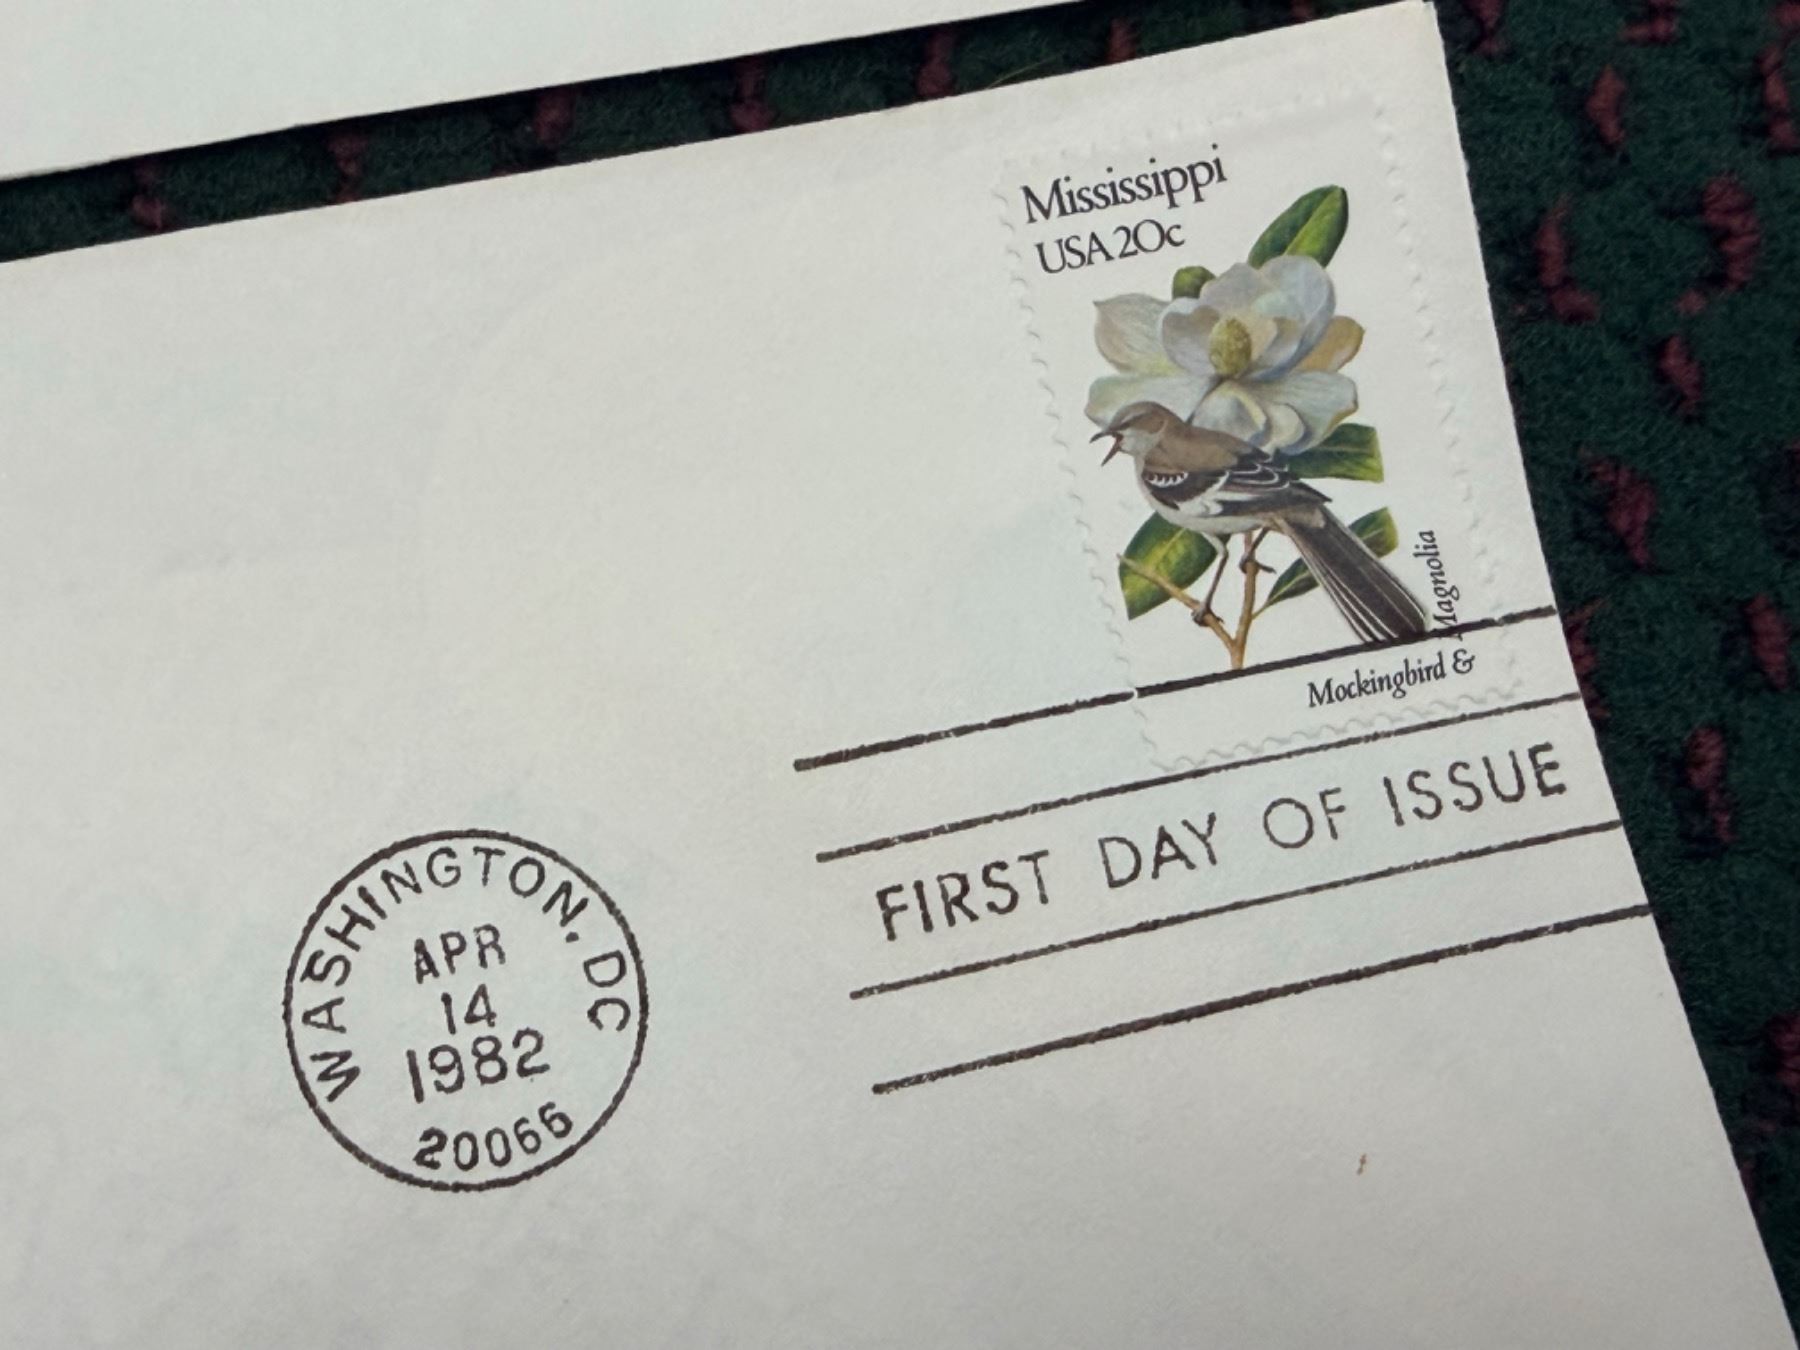 Mississippi
USA 20c
Magnolia
Mockingbird &
FIRST DAY OF ISSUE
WASHINGTON, DC
APR
14
1982
20066